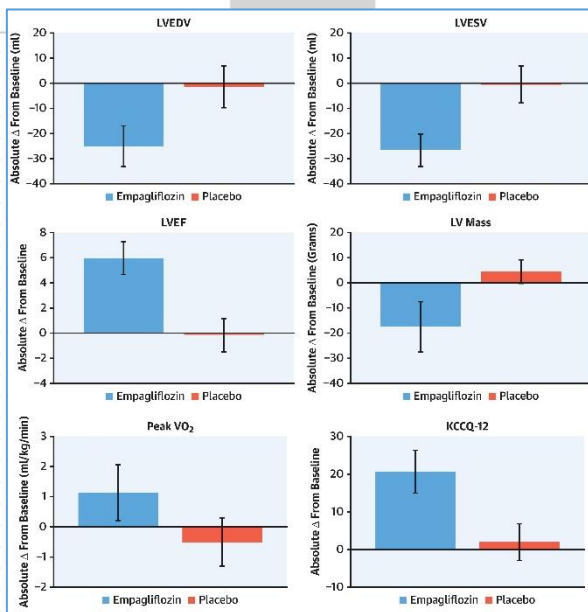 LVEDV
Absolute Δ From Baseline (ml)
20
10
0
−10
−20
−30
−40
Empagliflozin Placebo
LVESV
Absolute Δ From Baseline (ml)
20
10
0
−10
−20
−30
−40
Empagliflozin Placebo
LVEF
Absolute Δ From Baseline
8
6
4
2
0
−2
−4
Empagliflozin Placebo
LV Mass
Absolute Δ From Baseline (Grams)
20
10
0
−10
−20
−30
−40
Empagliflozin Placebo
Peak VO₂
Absolute Δ From Baseline (ml/kg/min)
3
2
1
0
−1
−2
Empagliflozin Placebo
KCCQ-12
Absolute Δ From Baseline
30
20
10
0
−10
Empagliflozin Placebo